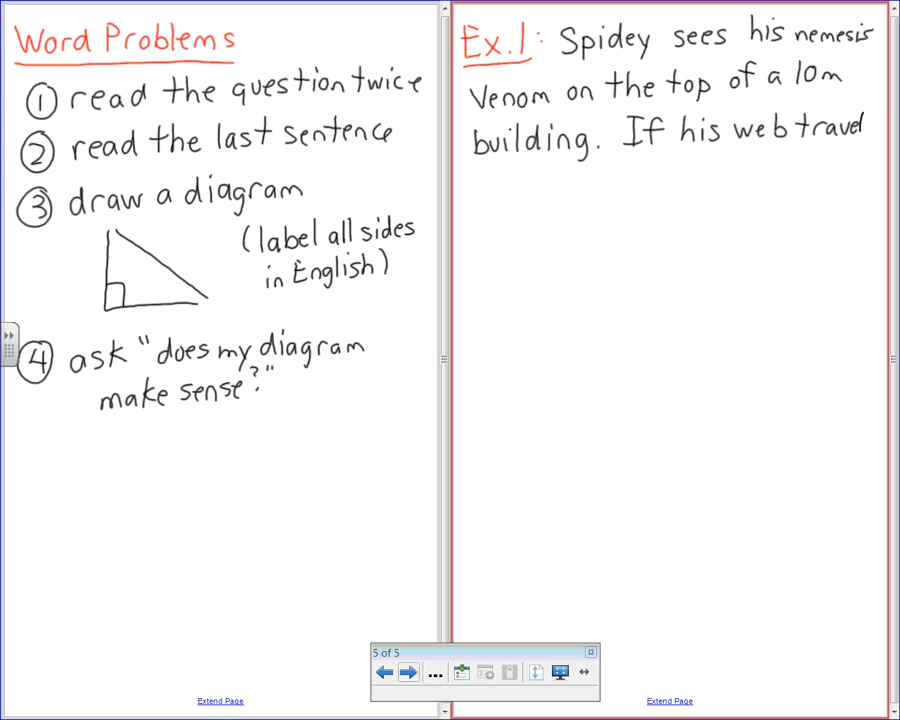 Word Problems
① read the question twice
② read the last sentence
③ draw a diagram
(label all sides
in English)
④ ask "does my diagram
make sense?"
Extend Page
Ex.1: Spidey sees his nemesis
Venom on the top of a 10m
building. If his web travel
Extend Page
5 of 5